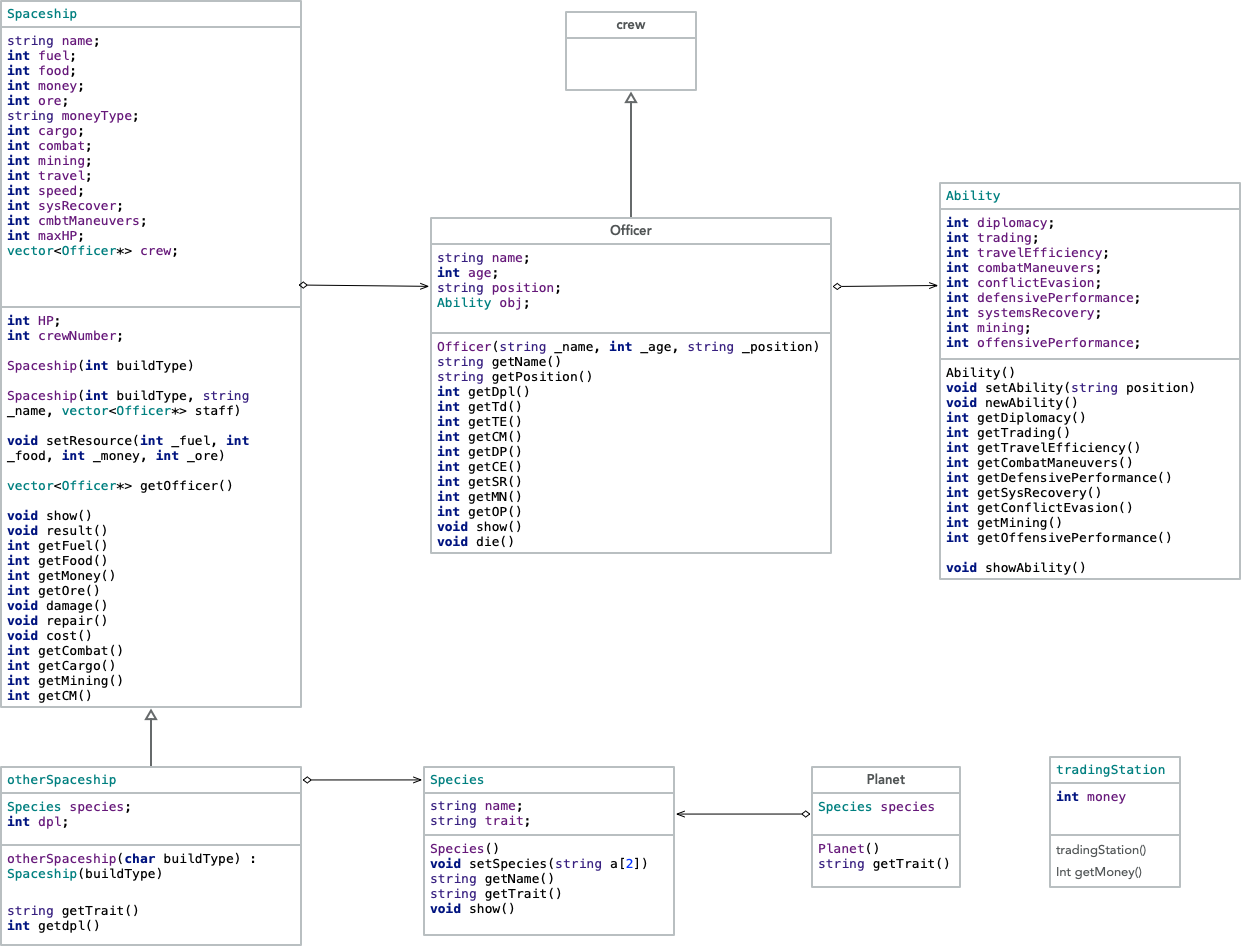 Spaceship
string name;
int fuel;
int food;
int money;
int ore;
string moneyType;
int cargo;
int combat;
int mining;
int travel;
int speed;
int sysRecover;
int cmbtManeuvers;
int maxHP;
vector<Officer*> crew;
int HP;
int crewNumber;
Spaceship(int buildType)
Spaceship(int buildType, string
_name, vector<Officer*> staff)
void setResource(int _fuel, int
_food, int _money, int _ore)
vector<Officer*> getOfficer()
void show()
void result()
int getFuel()
int getFood()
int getMoney()
int getOre()
void damage()
void repair()
void cost()
int getCombat()
int getCargo()
int getMining()
int getCM()
crew
Officer
string name;
int age;
string position;
Ability obj;
Officer(string _name, int _age, string _position)
string getName()
string getPosition()
int getDpl()
int getTd()
int getTE()
int getCM()
int getDP()
int getCE()
int getSR()
int getMN()
int getOP()
void show()
void die()
Ability
int diplomacy;
int trading;
int travelEfficiency;
int combatManeuvers;
int conflictEvasion;
int defensivePerformance;
int systemsRecovery;
int mining;
int offensivePerformance;
Ability()
void setAbility(string position)
void newAbility()
int getDiplomacy()
int getTrading()
int getTravelEfficiency()
int getCombatManeuvers()
int getDefensivePerformance()
int getSysRecovery()
int getConflictEvasion()
int getMining()
int getOffensivePerformance()
void showAbility()
otherSpaceship
Species species;
int dpl;
otherSpaceship(char buildType) :
Spaceship(buildType)
string getTrait()
int getdpl()
Species
string name;
string trait;
Species()
void setSpecies(string a[2])
string getName()
string getTrait()
void show()
Planet
Species species
Planet()
string getTrait()
tradingStation
int money
tradingStation()
Int getMoney()